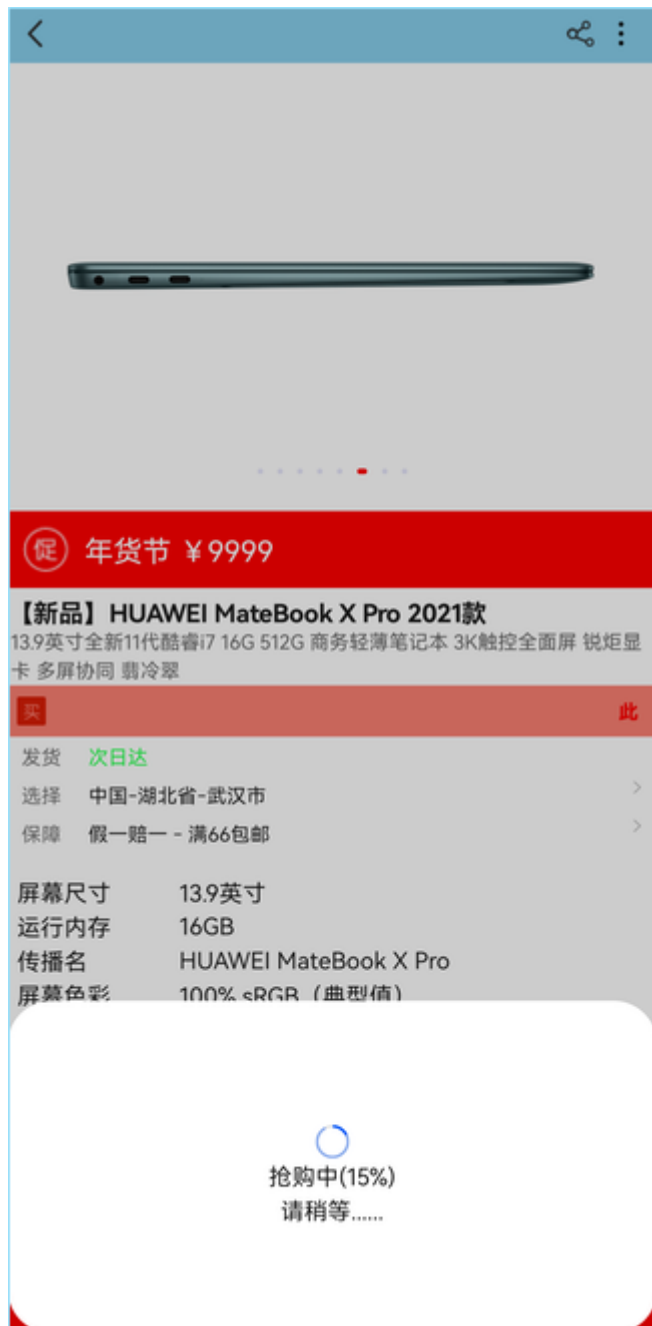 促 年货节 ￥9999
【新品】HUAWEI MateBook X Pro 2021款
13.9英寸全新11代酷睿i7 16G 512G 商务轻薄笔记本 3K触控全面屏 锐炬显
卡 多屏协同 翡冷翠
买 此
发货 次日达
选择 中国-湖北省-武汉市
保障 假一赔一 - 满66包邮
屏幕尺寸 13.9英寸
运行内存 16GB
传播名 HUAWEI MateBook X Pro
屏幕色彩 100% sRGB（典型值）
抢购中(15%)
请稍等......